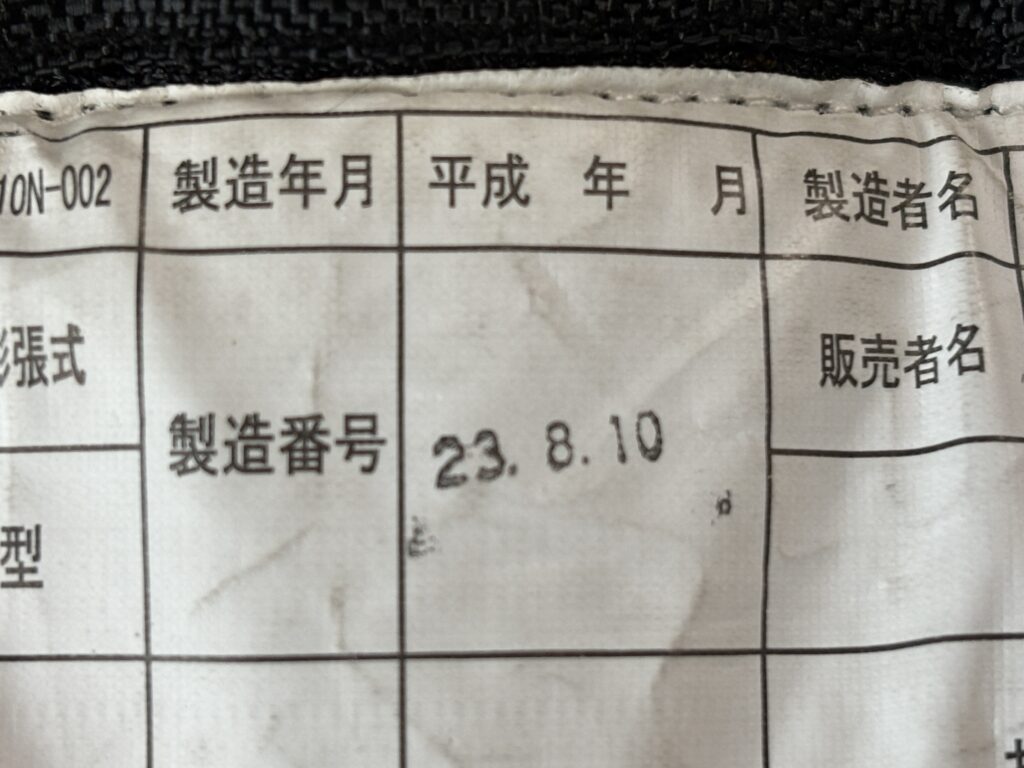 10N-002 製造年月 平成 年 月 製造者名
膨張式 製造番号 23. 8. 10 販売者名
型